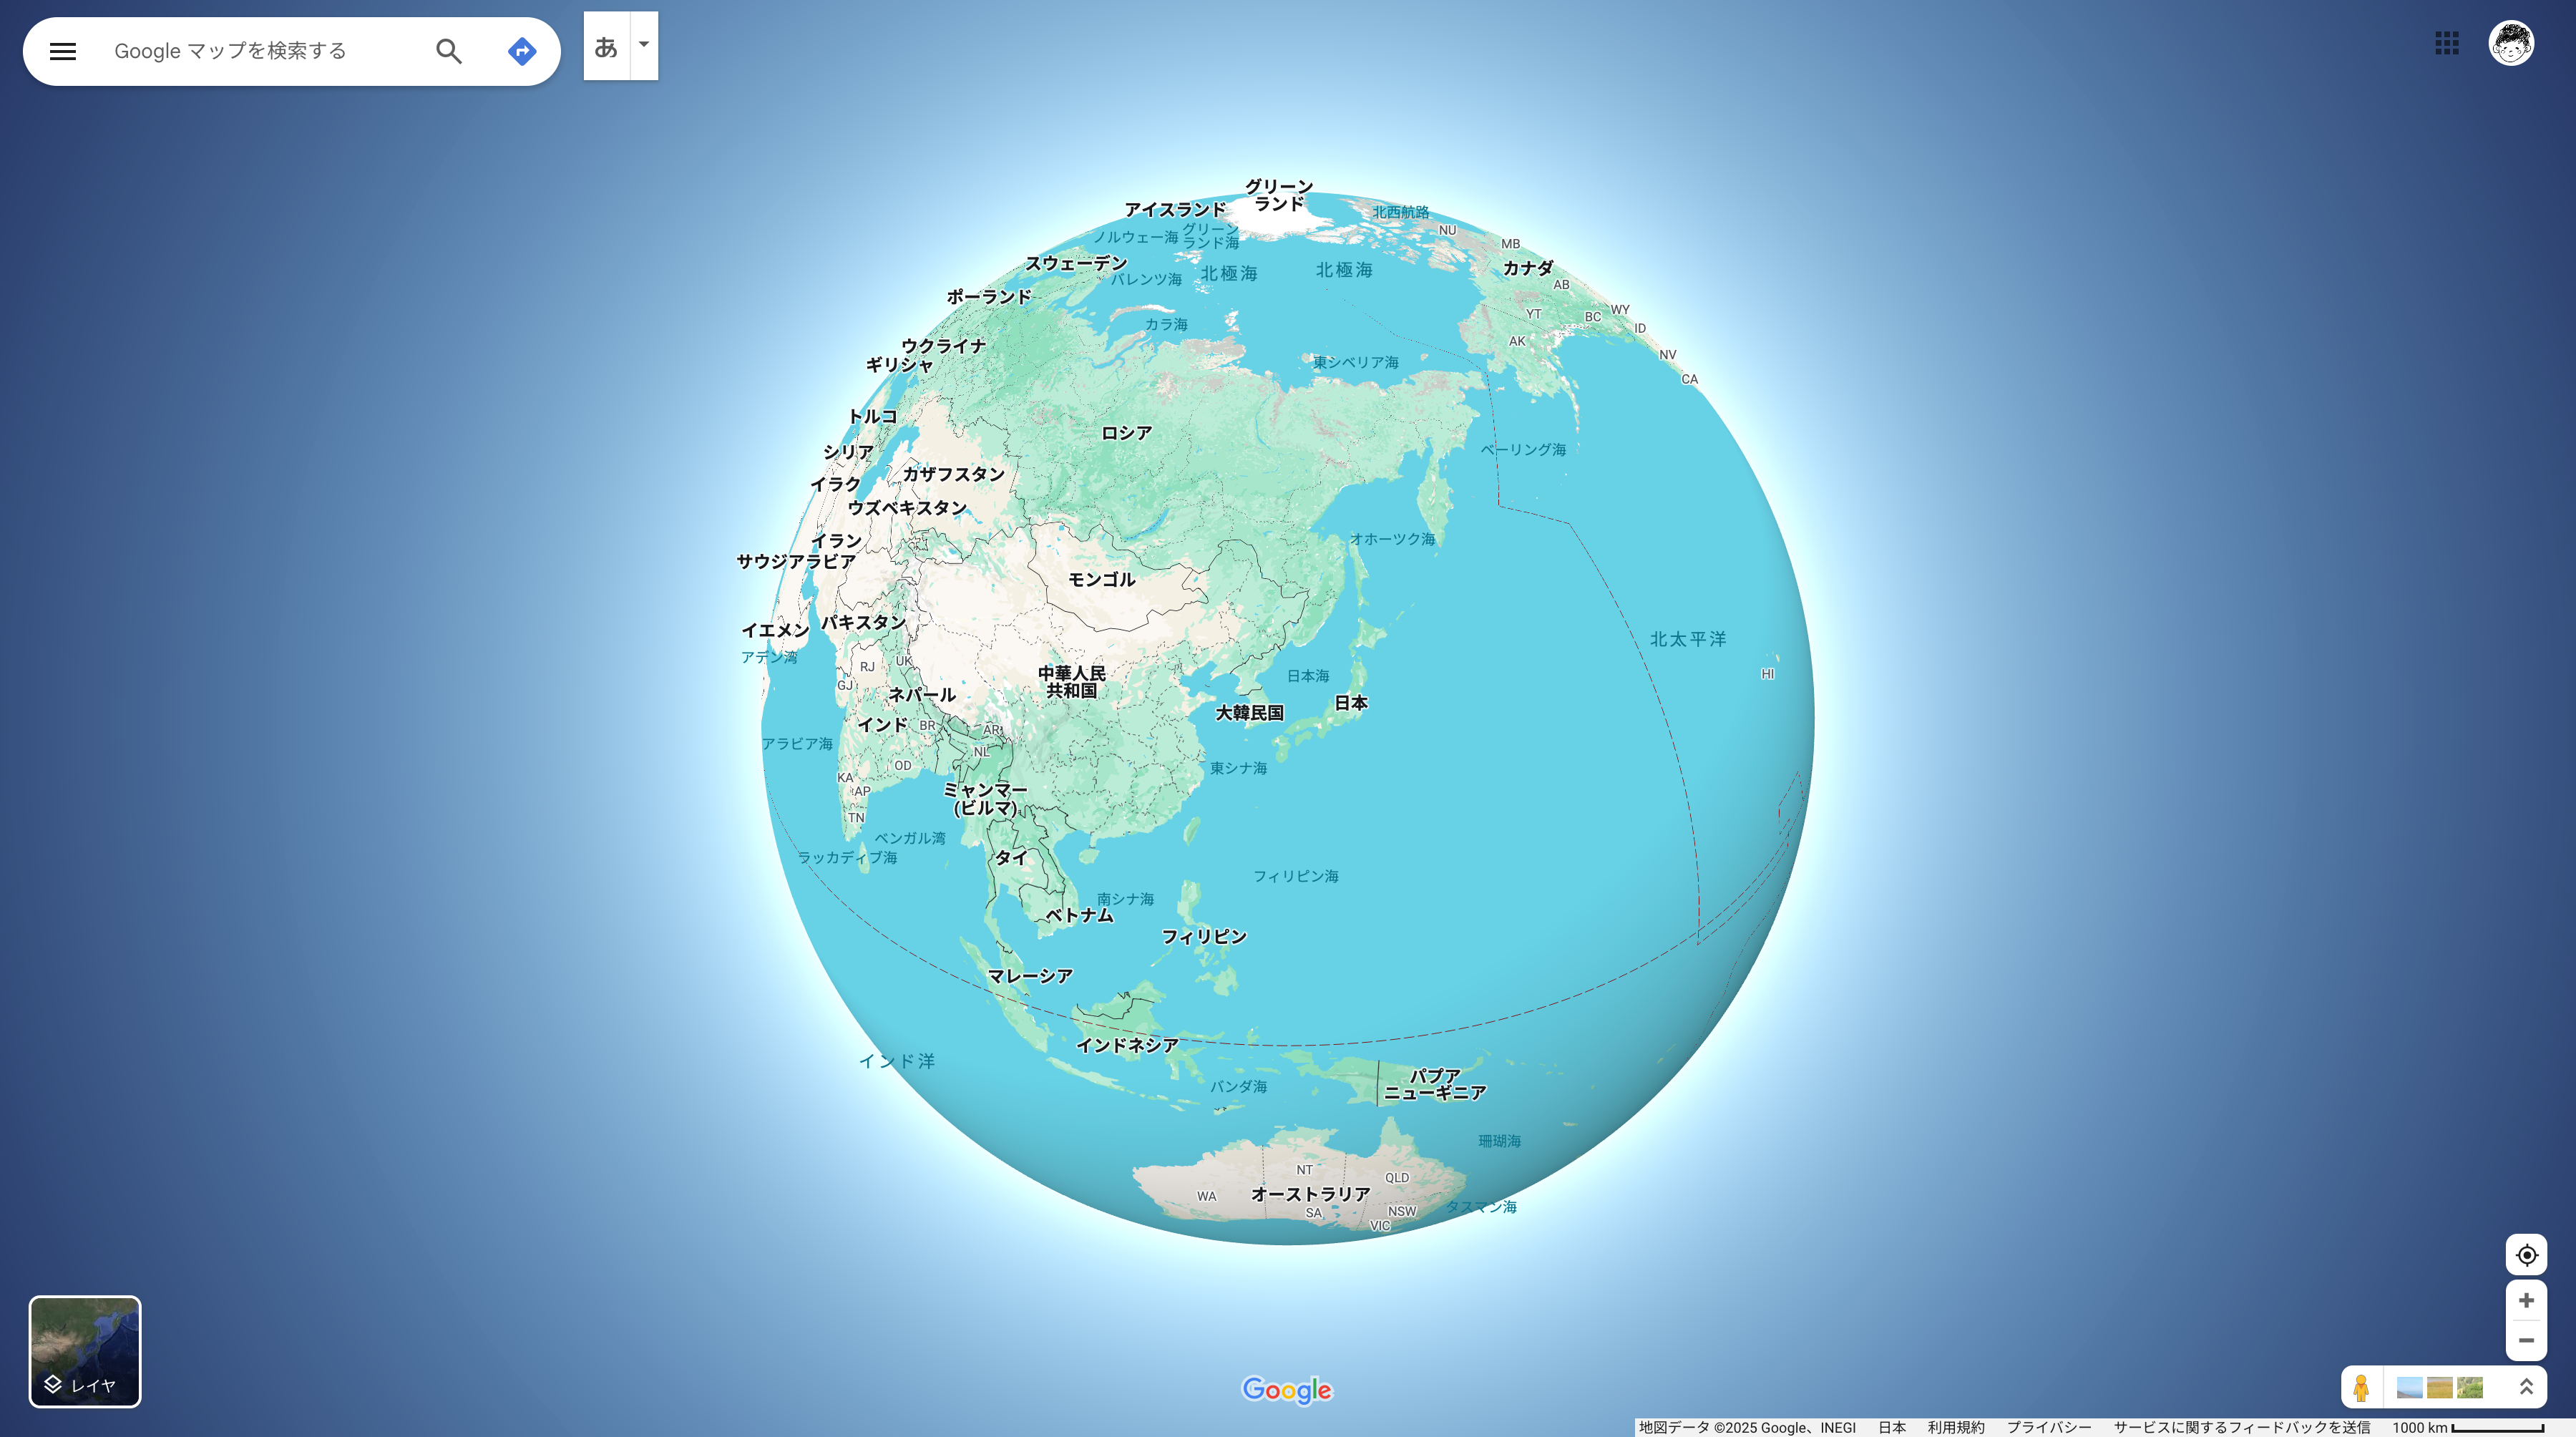 Google マップを検索する
あ
グリーン
ランド
アイスランド
北西航路
ノルウェー海
グリーン
ランド海
NU
MB
スウェーデン
バレンツ海
北極海
北極海
カナダ
AB
ポーランド
YT
BC
WY
カラ海
ID
ウクライナ
AK
ギリシャ
東シベリア海
NV
CA
トルコ
ロシア
シリア
ベーリング海
カザフスタン
イラク
ウズベキスタン
イラン
オホーツク海
サウジアラビア
モンゴル
パキスタン
イエメン
北太平洋
アデン湾
RJ
UK
GJ
中華人民
共和国
日本海
HI
ネパール
日本
大韓民国
インド
BR
AR
アラビア海
NL
OD
東シナ海
KA
AP
ミャンマー
(ビルマ)
TN
ベンガル湾
ラッカディブ海
タイ
フィリピン海
南シナ海
ベトナム
フィリピン
マレーシア
インドネシア
インド洋
バンダ海
パプア
ニューギニア
珊瑚海
NT
QLD
WA
オーストラリア
SA
NSW
タスマン海
VIC
レイヤ
Google
地図データ ©2025 Google、INEGI 日本 利用規約 プライバシー サービスに関するフィードバックを送信 1000 km